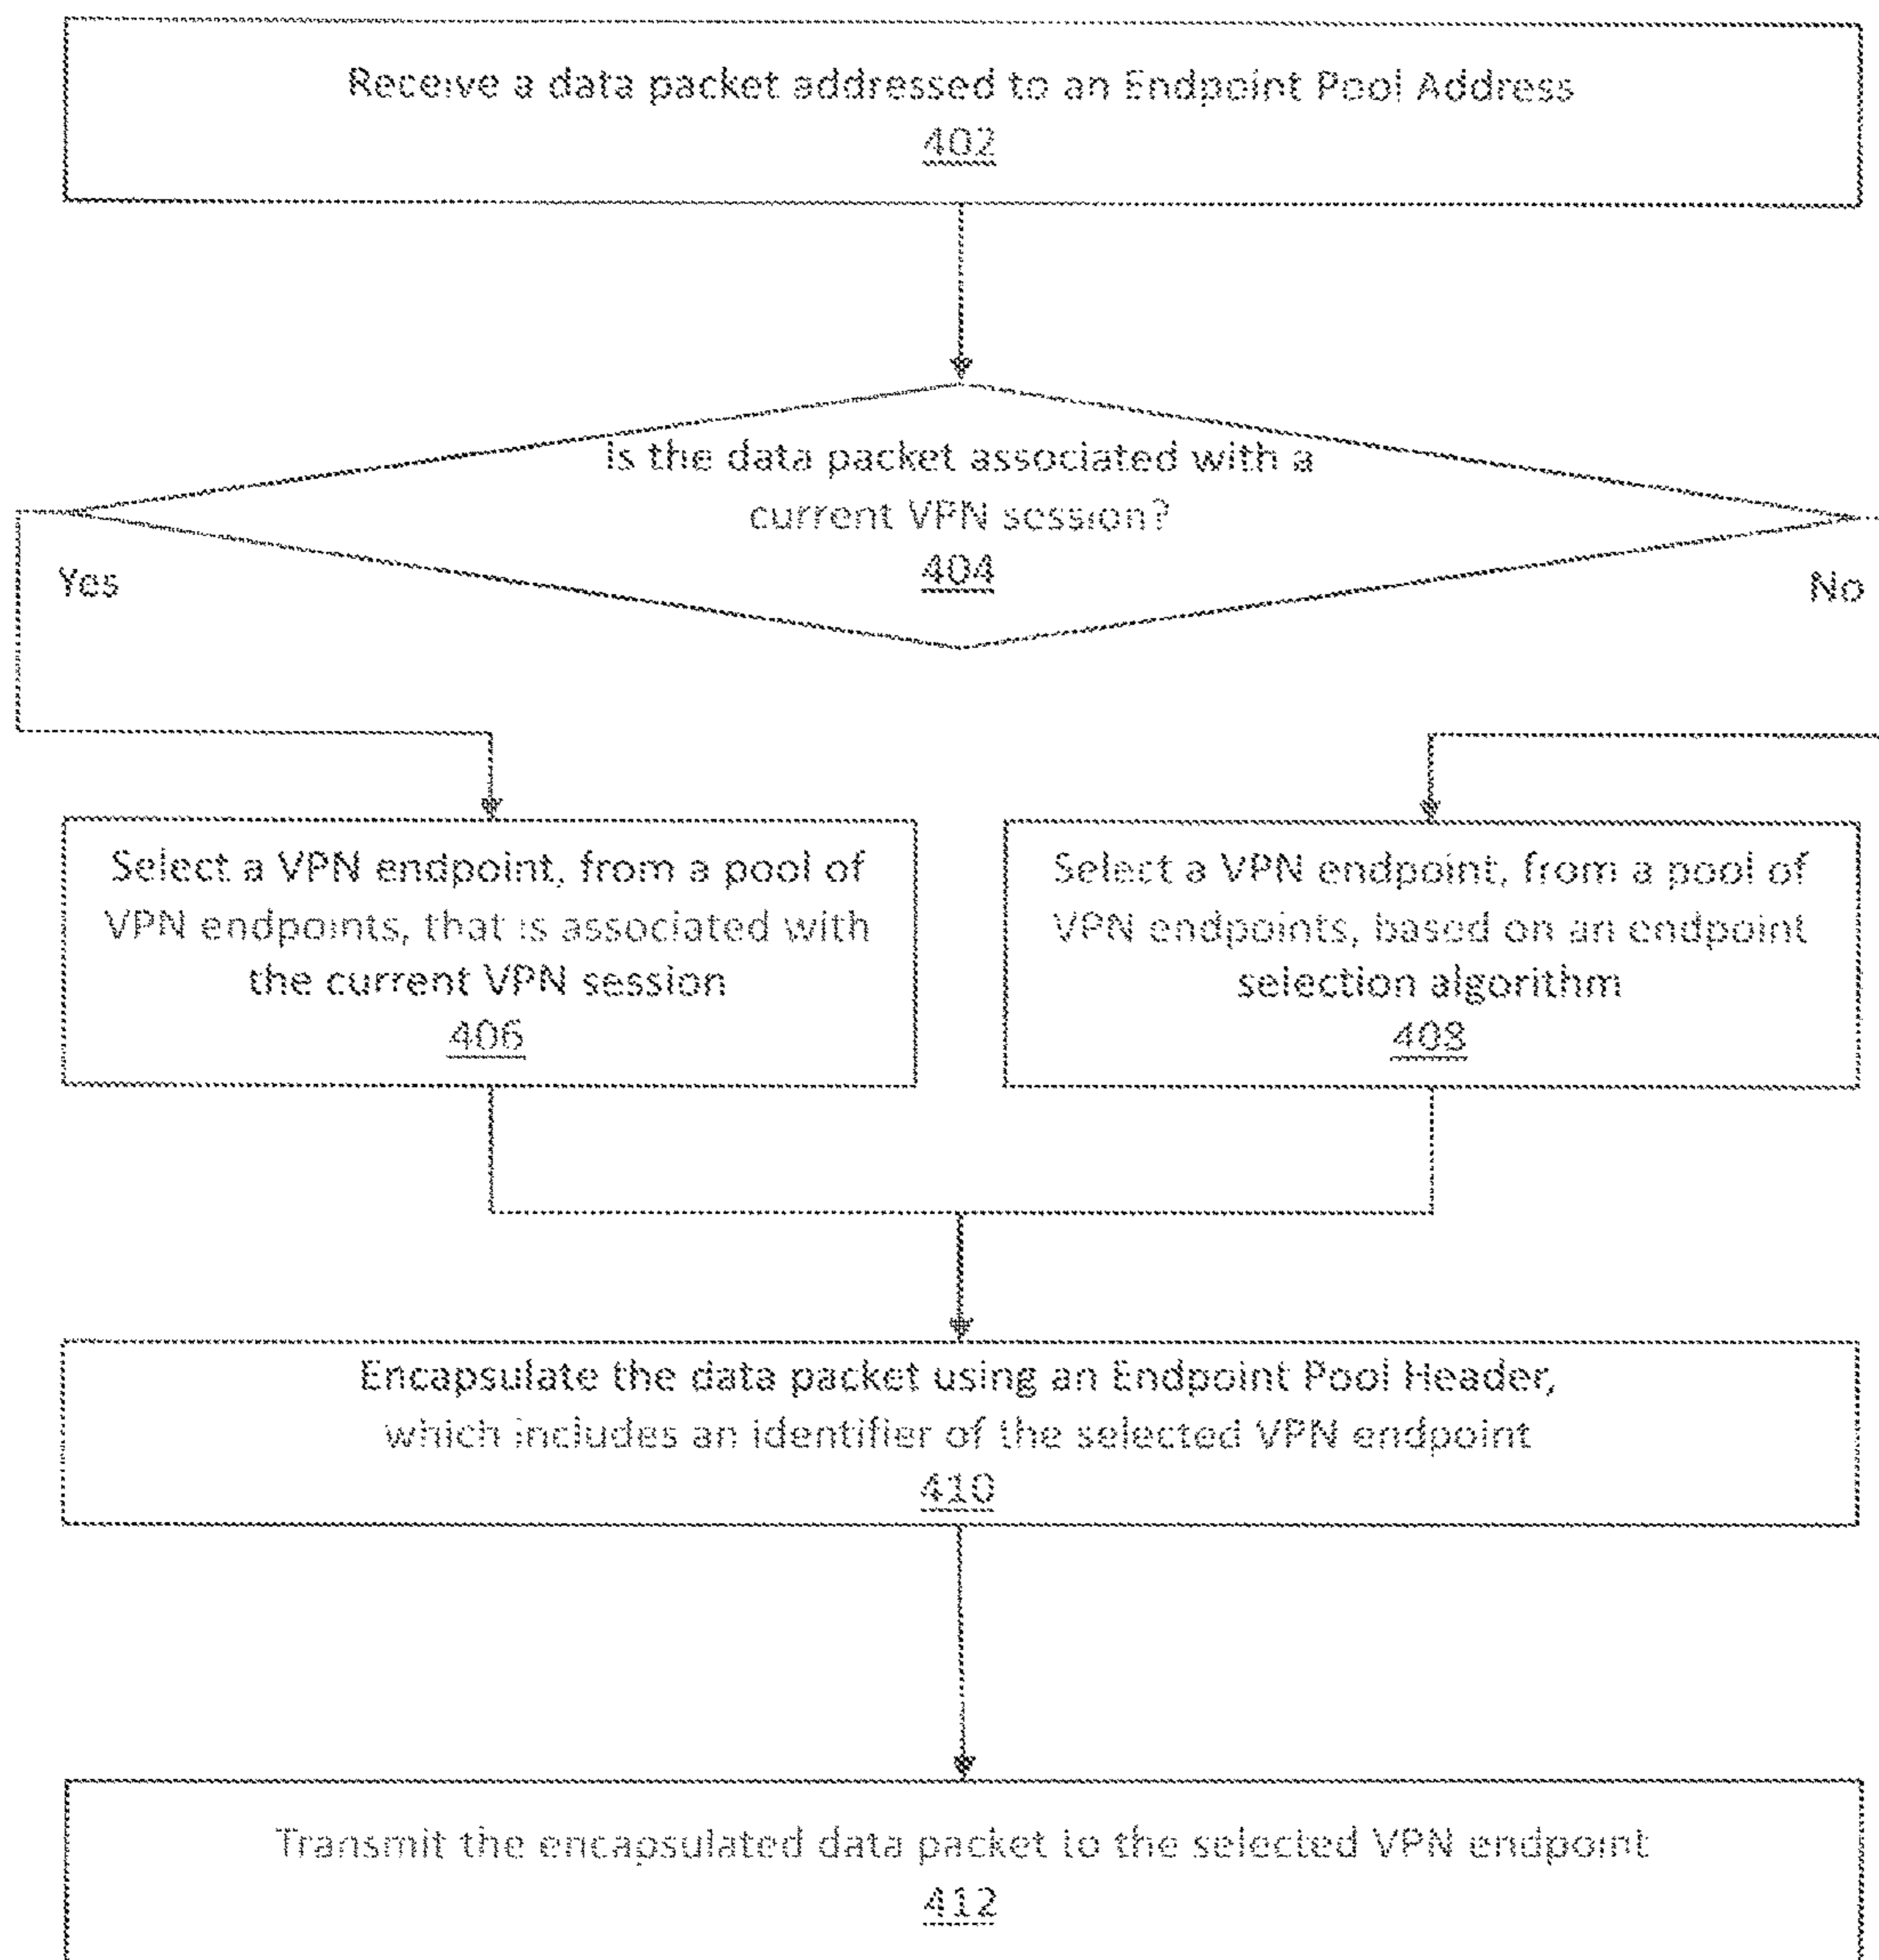 Receive a data packet addressed to an Endpoint Pool Address
402
Is the data packet associated with a
current VPN session?
404
Yes
No
Select a VPN endpoint, from a pool of
VPN endpoints, that is associated with
the current VPN session
406
Select a VPN endpoint, from a pool of
VPN endpoints, based on an endpoint
selection algorithm
408
Encapsulate the data packet using an Endpoint Pool Header,
which includes an identifier of the selected VPN endpoint
410
Transmit the encapsulated data packet to the selected VPN endpoint
412